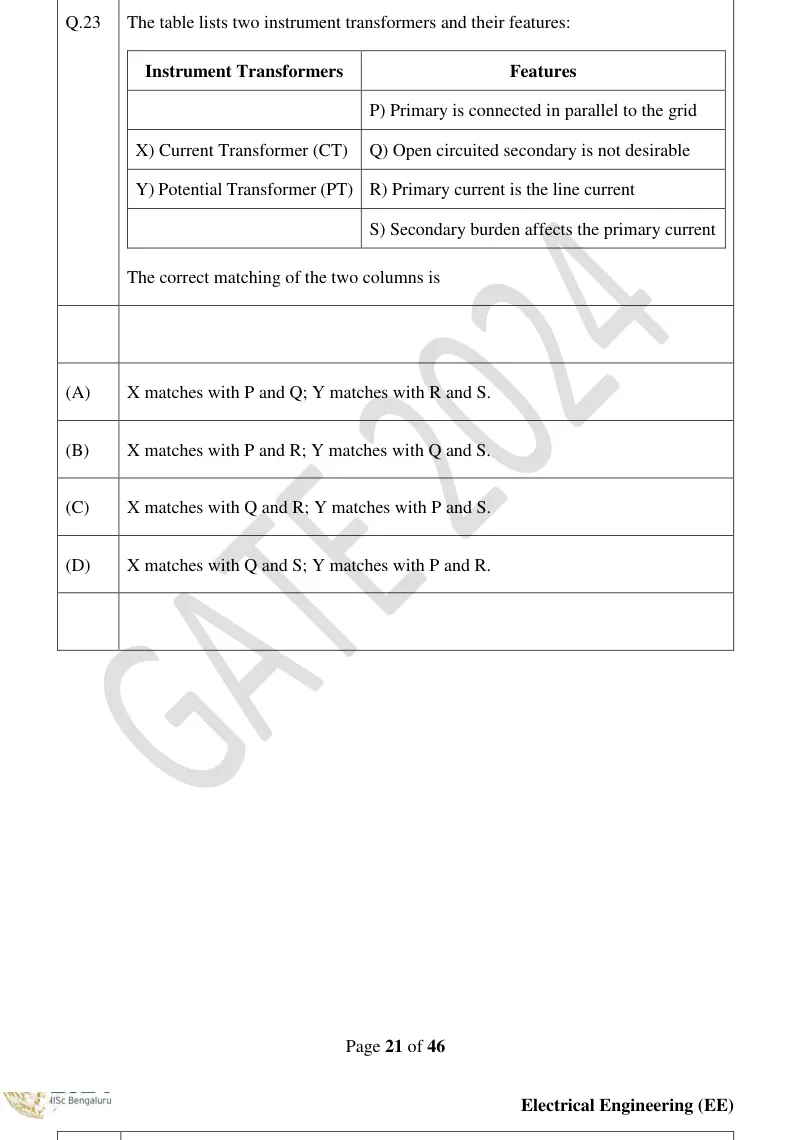 Q.23 The table lists two instrument transformers and their features:
Instrument Transformers Features
P) Primary is connected in parallel to the grid
X) Current Transformer (CT) Q) Open circuited secondary is not desirable
Y) Potential Transformer (PT) R) Primary current is the line current
S) Secondary burden affects the primary current
The correct matching of the two columns is
(A) X matches with P and Q; Y matches with R and S.
(B) X matches with P and R; Y matches with Q and S.
(C) X matches with Q and R; Y matches with P and S.
(D) X matches with Q and S; Y matches with P and R.
GATE 2024
Page 21 of 46
IISc Bengaluru
Electrical Engineering (EE)